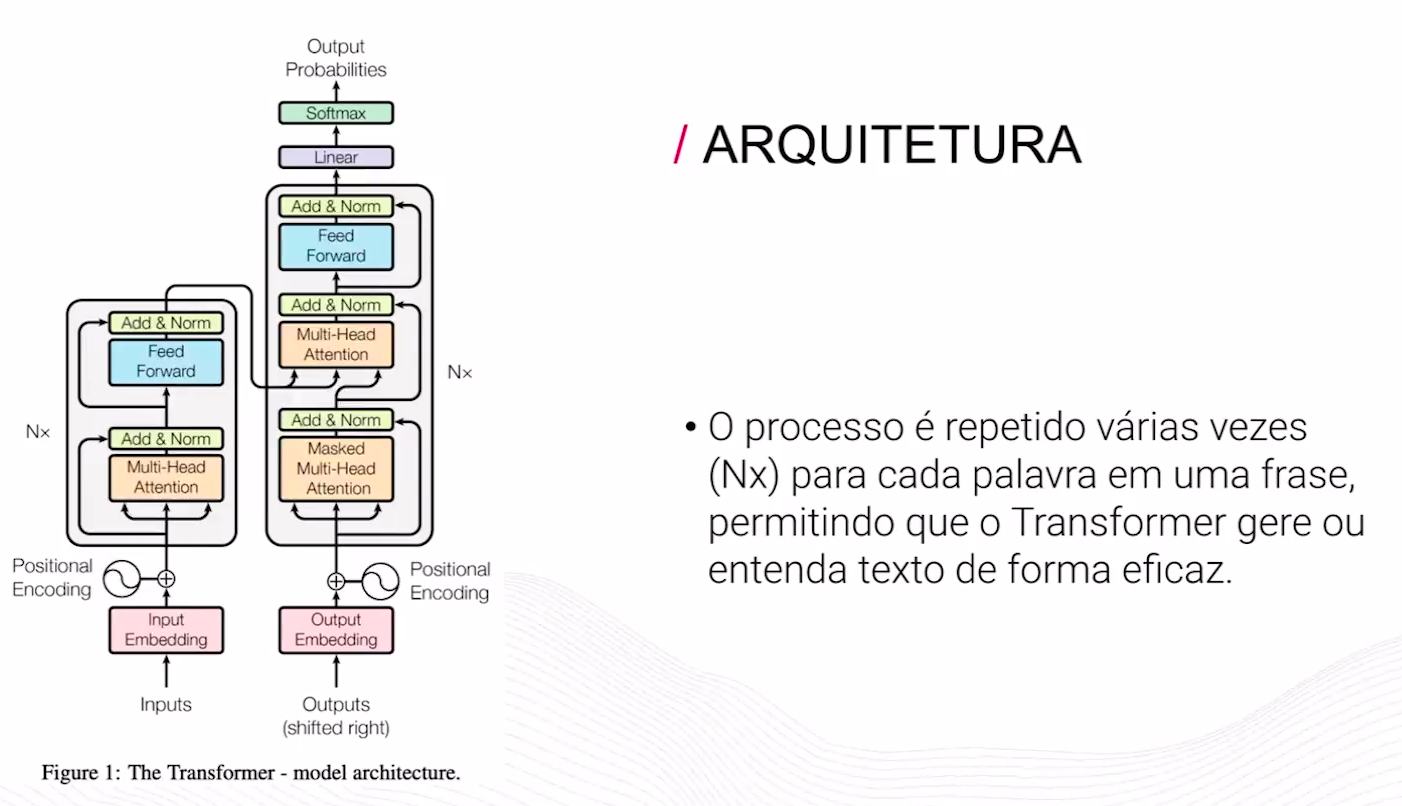 Output
Probabilities
Softmax
Linear
Add & Norm
Feed
Forward
Add & Norm
Multi-Head
Attention
Nx
Add & Norm
Masked
Multi-Head
Attention
Add & Norm
Feed
Forward
Nx
Add & Norm
Multi-Head
Attention
Positional
Encoding
Positional
Encoding
Input
Embedding
Output
Embedding
Inputs
Outputs
(shifted right)
Figure 1: The Transformer - model architecture.
/ ARQUITETURA
• O processo é repetido várias vezes
(Nx) para cada palavra em uma frase,
permitindo que o Transformer gere ou
entenda texto de forma eficaz.